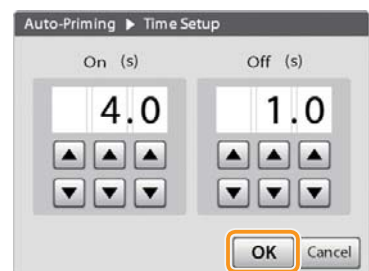 Auto-Priming ▶ Time Setup
On (s) Off (s)
4.0 1.0
OK Cancel